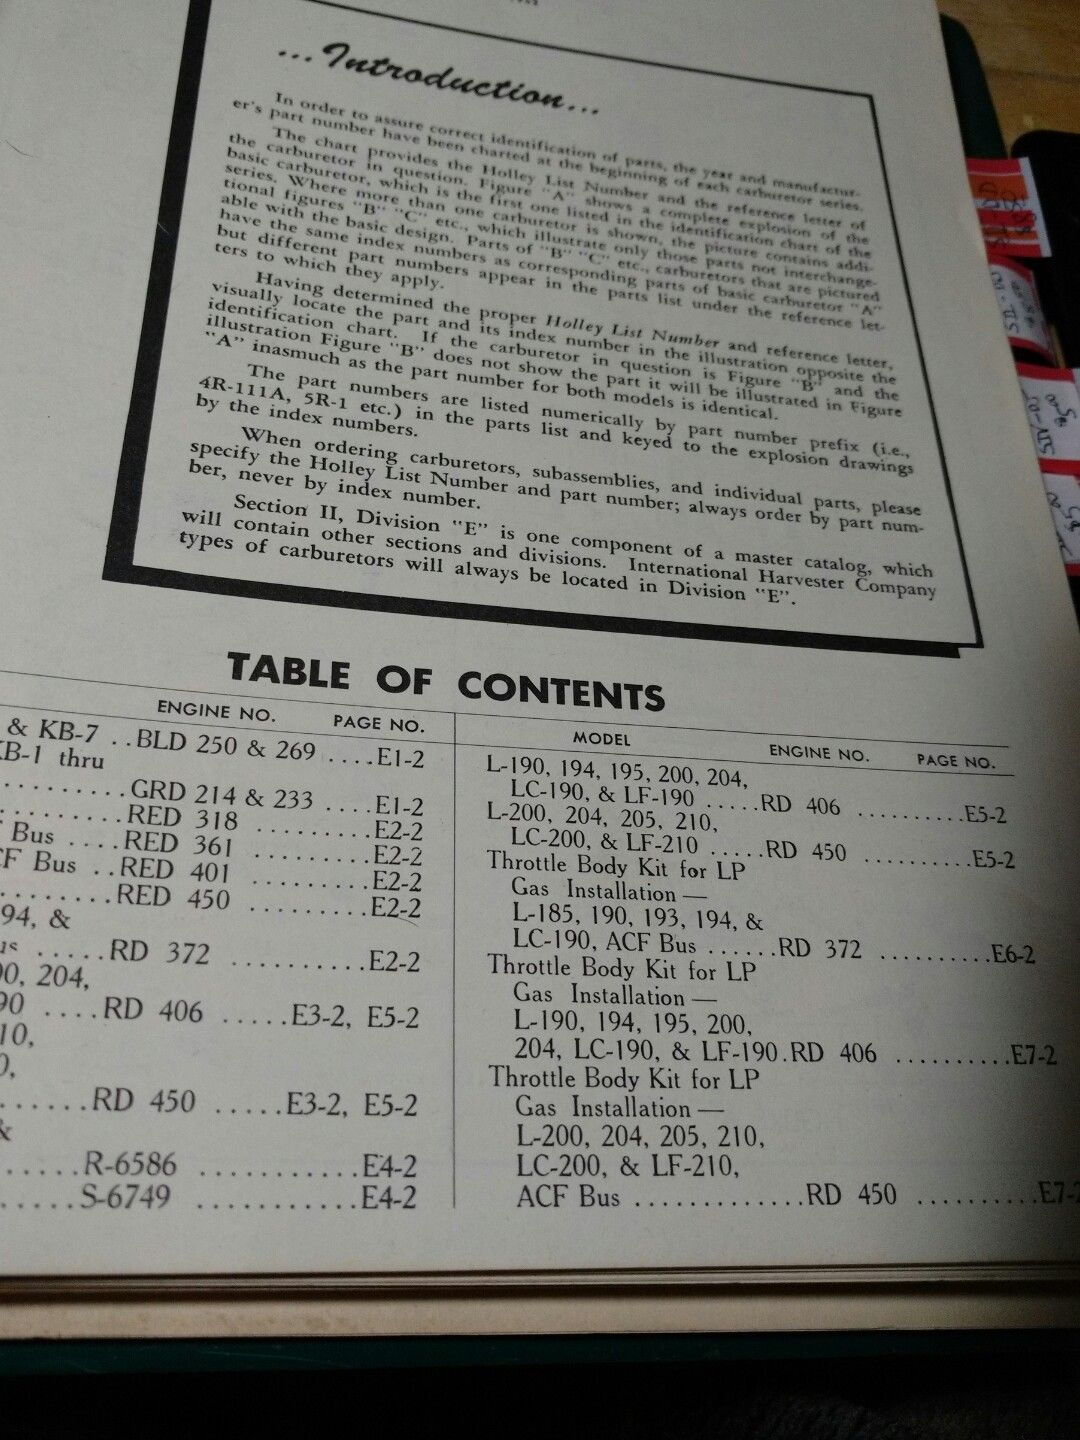 ...Introduction...
In order to assure correct identification of parts, the year and manufactur-
er's part number have been charted at the beginning of each carburetor series.
The chart provides the Holley List Number and the reference letter of
the carburetor in question. Figure "A" shows a complete explosion of the
basic carburetor, which is the first one listed in the identification chart of the
series. Where more than one carburetor is shown, the picture contains addi-
tional figures "B" "C" etc., which illustrate only those parts not interchange-
able with the basic design. Parts of "B" "C" etc., carburetors that are pictured
have the same index numbers as corresponding parts of basic carburetor "A"
but different part numbers appear in the parts list under the reference let-
ters to which they apply.
Having determined the proper Holley List Number and reference letter,
visually locate the part and its index number in the illustration opposite the
identification chart. If the carburetor in question is Figure "B" and the
illustration Figure "B" does not show the part it will be illustrated in Figure
"A" inasmuch as the part number for both models is identical.
The part numbers are listed numerically by part number prefix (i.e.,
4R-111A, 5R-1 etc.) in the parts list and keyed to the explosion drawings
by the index numbers.
When ordering carburetors, subassemblies, and individual parts, please
specify the Holley List Number and part number; always order by part num-
ber, never by index number.
Section II, Division "E" is one component of a master catalog, which
will contain other sections and divisions. International Harvester Company
types of carburetors will always be located in Division "E".
TABLE OF CONTENTS
ENGINE NO. PAGE NO.
& KB-7 ..BLD 250 & 269 ....E1-2
KB-1 thru
.........GRD 214 & 233 ....E1-2
.........RED 318 .........E2-2
Bus ....RED 361 .........E2-2
CF Bus ..RED 401 .........E2-2
........RED 450 .........E2-2
94, &
us .....RD 372 ..........E2-2
00, 204,
90 ....RD 406 .....E3-2, E5-2
10,
0,
.......RD 450 .....E3-2, E5-2
&
......R-6586 ............E4-2
......S-6749 ............E4-2
MODEL ENGINE NO. PAGE NO.
L-190, 194, 195, 200, 204,
LC-190, & LF-190 .....RD 406 ..........E5-2
L-200, 204, 205, 210,
LC-200, & LF-210 .....RD 450 ..........E5-2
Throttle Body Kit for LP
Gas Installation—
L-185, 190, 193, 194, &
LC-190, ACF Bus ......RD 372 ..........E6-2
Throttle Body Kit for LP
Gas Installation—
L-190, 194, 195, 200,
204, LC-190, & LF-190.RD 406 ..........E7-2
Throttle Body Kit for LP
Gas Installation—
L-200, 204, 205, 210,
LC-200, & LF-210,
ACF Bus ..............RD 450 ..........E7-2